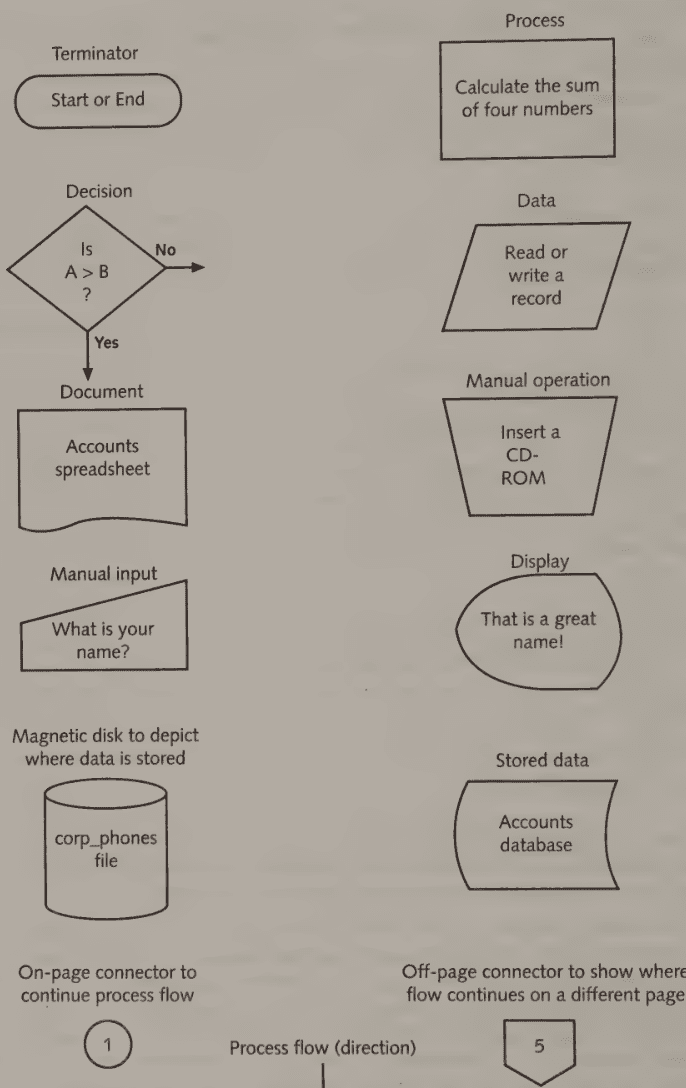 Process
Terminator
Start or End
Calculate the sum
of four numbers
Decision
Is
A > B
?
No
Yes
Data
Read or
write a
record
Document
Accounts
spreadsheet
Manual operation
Insert a
CD-
ROM
Manual input
What is your
name?
Display
That is a great
name!
Magnetic disk to depict
where data is stored
corp_phones
file
Stored data
Accounts
database
On-page connector to
continue process flow
1
Off-page connector to show where
flow continues on a different page
5
Process flow (direction)